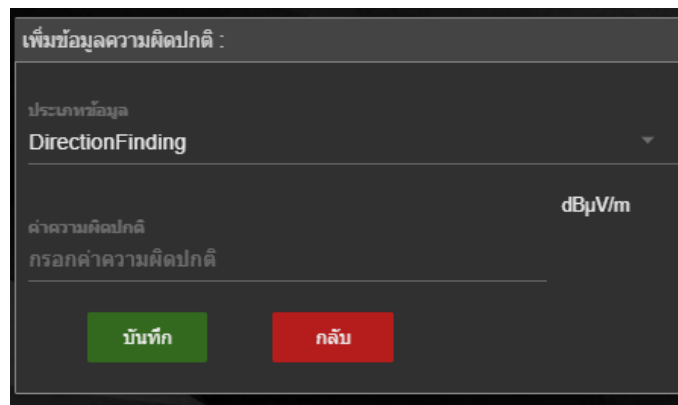 เพิ่มข้อมูลความผิดปกติ :
ประเภทข้อมูล
DirectionFinding
dBµV/m
ค่าความผิดปกติ
กรอกค่าความผิดปกติ
บันทึก กลับ